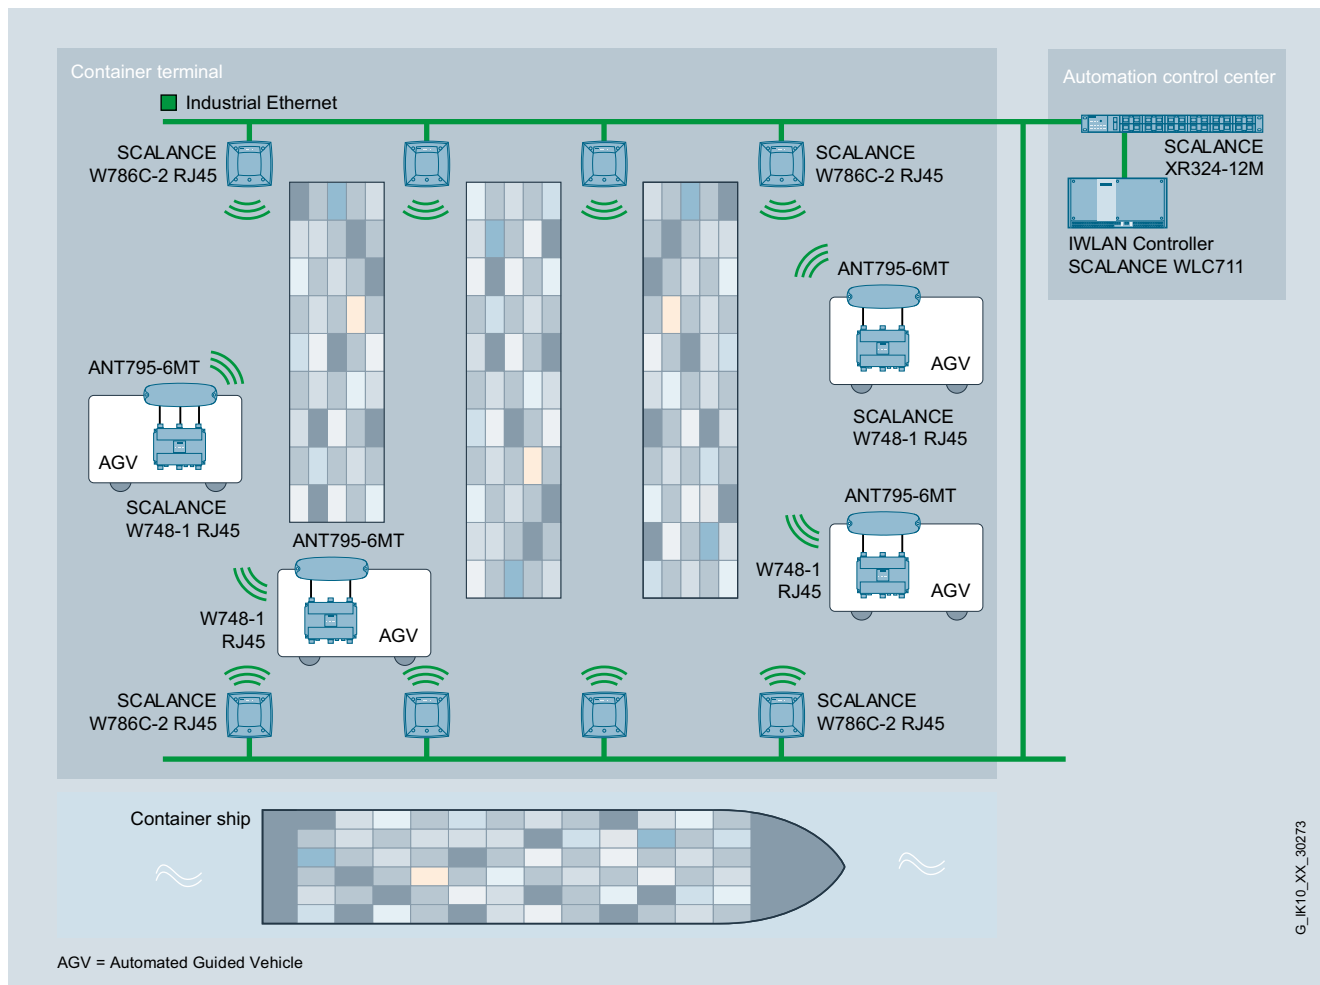 Container terminal
Automation control center
Industrial Ethernet
SCALANCE
W786C-2 RJ45
SCALANCE
W786C-2 RJ45
SCALANCE
XR324-12M
IWLAN Controller
SCALANCE WLC711
ANT795-6MT
AGV
SCALANCE
W748-1 RJ45
ANT795-6MT
AGV
SCALANCE
W748-1 RJ45
ANT795-6MT
W748-1
RJ45
AGV
ANT795-6MT
W748-1
RJ45
AGV
SCALANCE
W786C-2 RJ45
SCALANCE
W786C-2 RJ45
Container ship
G_IK10_XX_30273
AGV = Automated Guided Vehicle